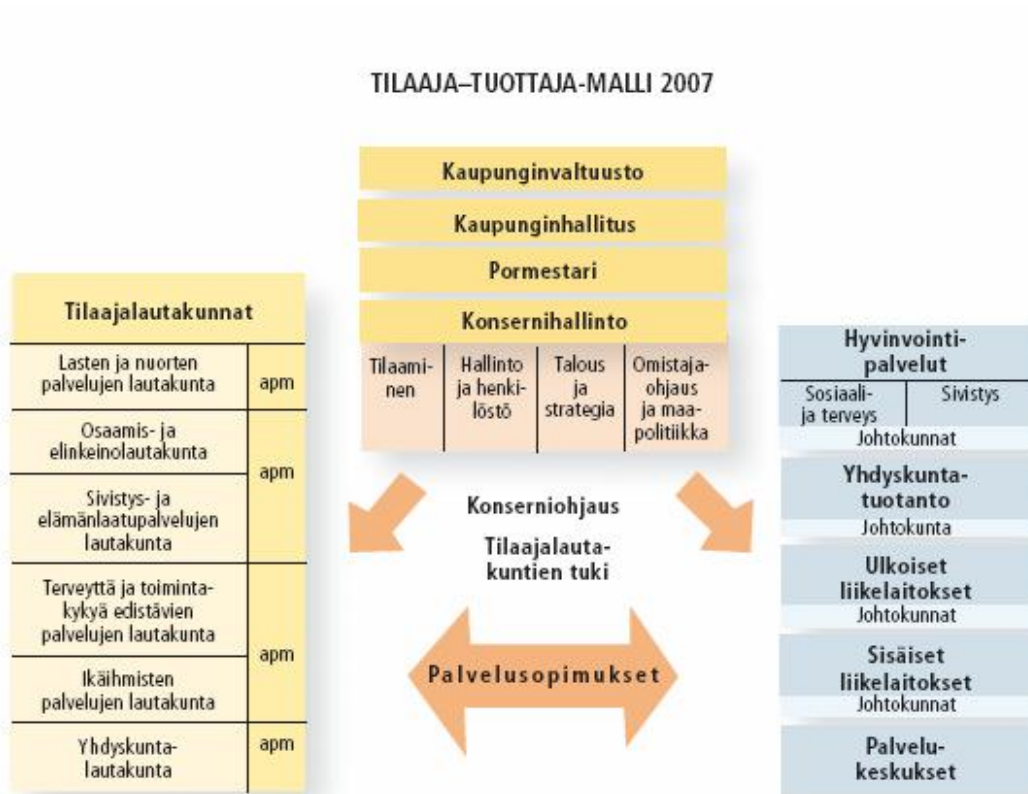 TILAAJA–TUOTTAJA-MALLI 2007
Kaupunginvaltuusto
Kaupunginhallitus
Pormestari
Konsernihallinto
Tilaami-
nen
Hallinto
ja henki-
löstö
Talous
ja
strategia
Omistaja-
ohjaus
ja maa-
politiikka
Tilaajalautakunnat
Lasten ja nuorten
palvelujen lautakunta
apm
Osaamis- ja
elinkeinolautakunta
apm
Sivistys- ja
elämänlaatupalvelujen
lautakunta
Terveyttä ja toiminta-
kykyä edistävien
palvelujen lautakunta
apm
Ikäihmisten
palvelujen lautakunta
Yhdyskunta-
lautakunta
apm
Konserniohjaus
Tilaajalauta-
kuntien tuki
Palvelusopimukset
Hyvinvointi-
palvelut
Sosiaali-
ja terveys
Sivistys
Johtokunnat
Yhdyskunta-
tuotanto
Johtokunta
Ulkoiset
liikelaitokset
Johtokunnat
Sisäiset
liikelaitokset
Johtokunnat
Palvelu-
keskukset